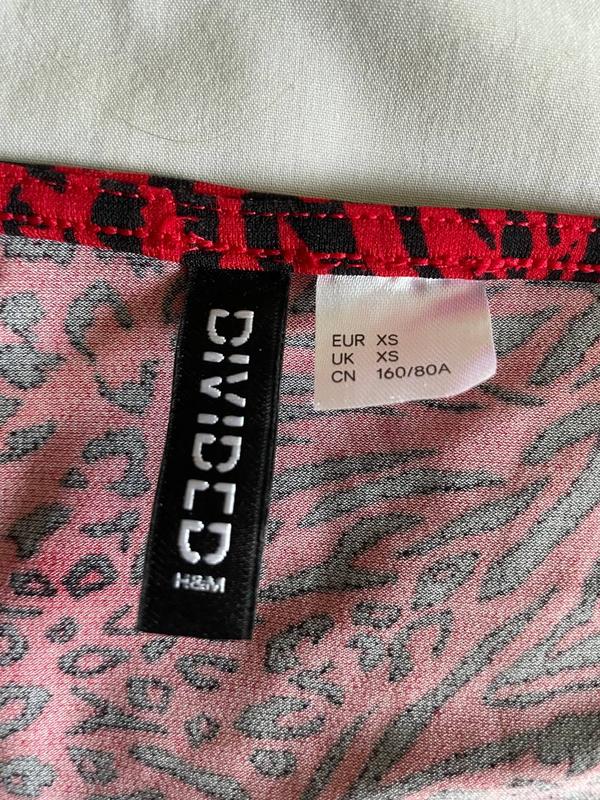 DIVIDED
H&M
EUR XS
UK XS
CN 160/80A